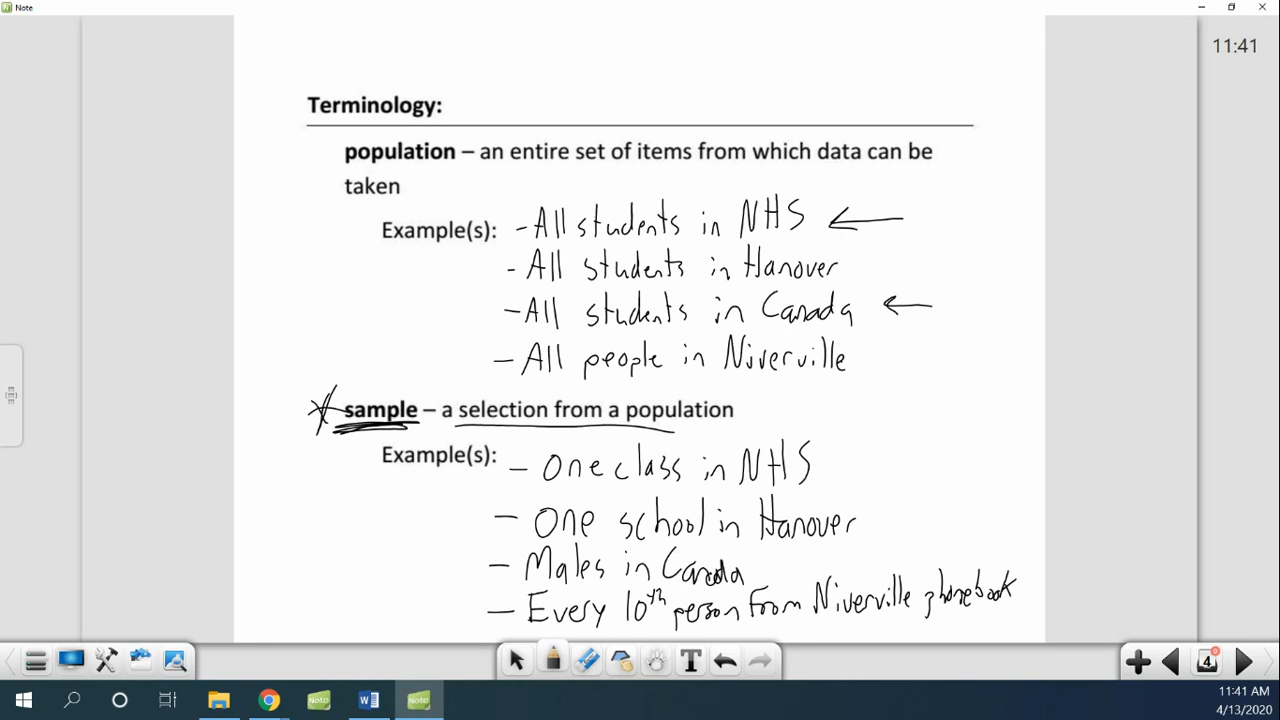 Note
11:41
Terminology:
population – an entire set of items from which data can be
taken
Example(s): - All students in NHS
- All students in Hanover
- All students in Canada
- All people in Niverville
sample – a selection from a population
Example(s): - One class in NHS
- One school in Hanover
- Males in Canada
- Every 10th person from Niverville phonebook
T
4
11:41 AM
4/13/2020